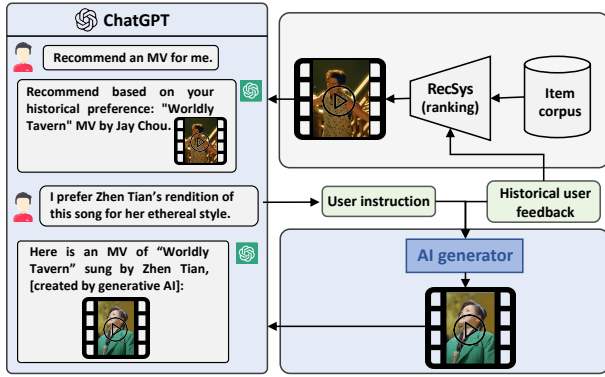 ChatGPT
Recommend an MV for me.
Recommend based on your
historical preference: "Worldly
Tavern" MV by Jay Chou.
I prefer Zhen Tian's rendition of
this song for her ethereal style.
Here is an MV of "Worldly
Tavern" sung by Zhen Tian,
[created by generative AI]:
RecSys
(ranking)
Item
corpus
User instruction
Historical user
feedback
AI generator